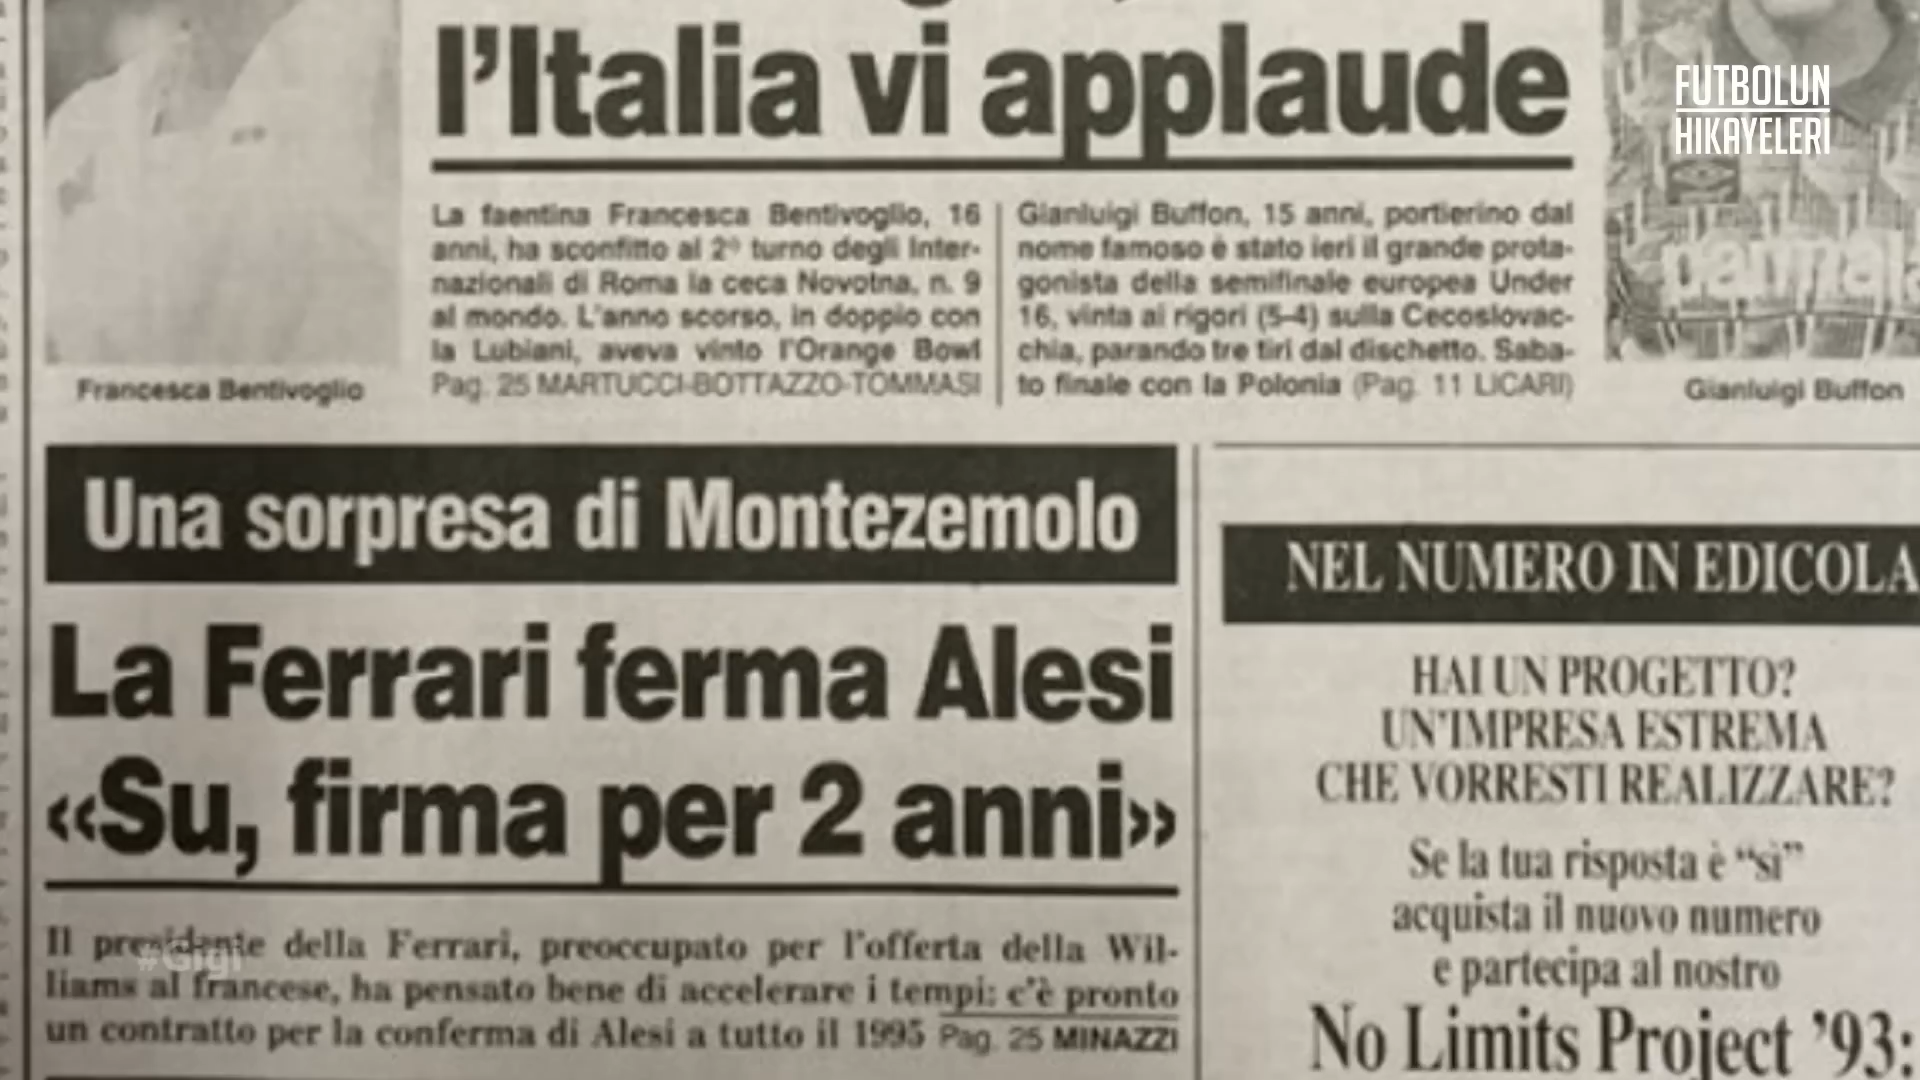 l'Italia vi applaude
FUTBOLUN
HIKAYELERİ
La faentina Francesca Bentivoglio, 16
anni, ha sconfitto al 2° turno degli Inter-
nazionali di Roma la ceca Novotna, n. 9
al mondo. L'anno scorso, in doppio con
la Lubiani, aveva vinto l'Orange Bowl
Pag. 25 MARTUCCI-BOTTAZZO-TOMMASI
Gianluigi Buffon, 15 anni, portierino dal
nome famoso è stato ieri il grande prota-
gonista della semifinale europea Under
16, vinta ai rigori (5-4) sulla Cecoslovac-
chia, parando tre tiri dal dischetto. Saba-
to finale con la Polonia (Pag. 11 LICARI)
Francesca Bentivoglio
parmala
Gianluigi Buffon
Una sorpresa di Montezemolo
La Ferrari ferma Alesi
«Su, firma per 2 anni»
Il presidente della Ferrari, preoccupato per l'offerta della Wil-
liams al francese, ha pensato bene di accelerare i tempi: c'è pronto
un contratto per la conferma di Alesi a tutto il 1995 Pag. 25 MINAZZI
#Gigi
NEL NUMERO IN EDICOLA
HAI UN PROGETTO?
UN'IMPRESA ESTREMA
CHE VORRESTI REALIZZARE?
Se la tua risposta è “sì”
acquista il nuovo numero
e partecipa al nostro
No Limits Project '93: